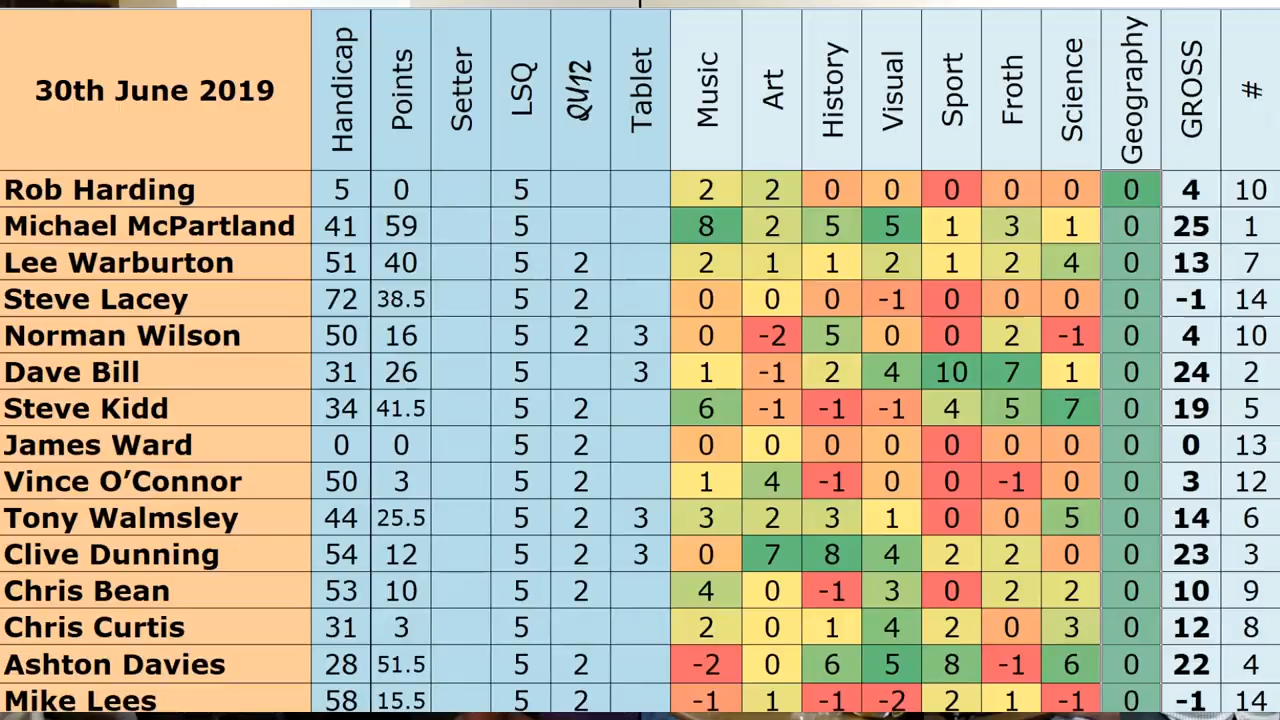 30th June 2019 Handicap Points Setter LSQ QU12 Tablet Music Art History Visual Sport Froth Science Geography GROSS #
Rob Harding 5 0 5 2 2 0 0 0 0 0 0 4 10
Michael McPartland 41 59 5 8 2 5 5 1 3 1 0 25 1
Lee Warburton 51 40 5 2 2 1 1 2 1 2 4 0 13 7
Steve Lacey 72 38.5 5 2 0 0 0 -1 0 0 0 0 -1 14
Norman Wilson 50 16 5 2 3 0 -2 5 0 0 2 -1 0 4 10
Dave Bill 31 26 5 3 1 -1 2 4 10 7 1 0 24 2
Steve Kidd 34 41.5 5 2 6 -1 -1 -1 4 5 7 0 19 5
James Ward 0 0 5 2 0 0 0 0 0 0 0 0 0 13
Vince O’Connor 50 3 5 2 1 4 -1 0 0 -1 0 0 3 12
Tony Walmsley 44 25.5 5 2 3 3 2 3 1 0 0 5 0 14 6
Clive Dunning 54 12 5 2 3 0 7 8 4 2 2 0 0 23 3
Chris Bean 53 10 5 2 4 0 -1 3 0 2 2 0 10 9
Chris Curtis 31 3 5 2 0 1 4 2 0 3 0 12 8
Ashton Davies 28 51.5 5 2 -2 0 6 5 8 -1 6 0 22 4
Mike Lees 58 15.5 5 2 -1 1 -1 -2 2 1 -1 0 -1 14